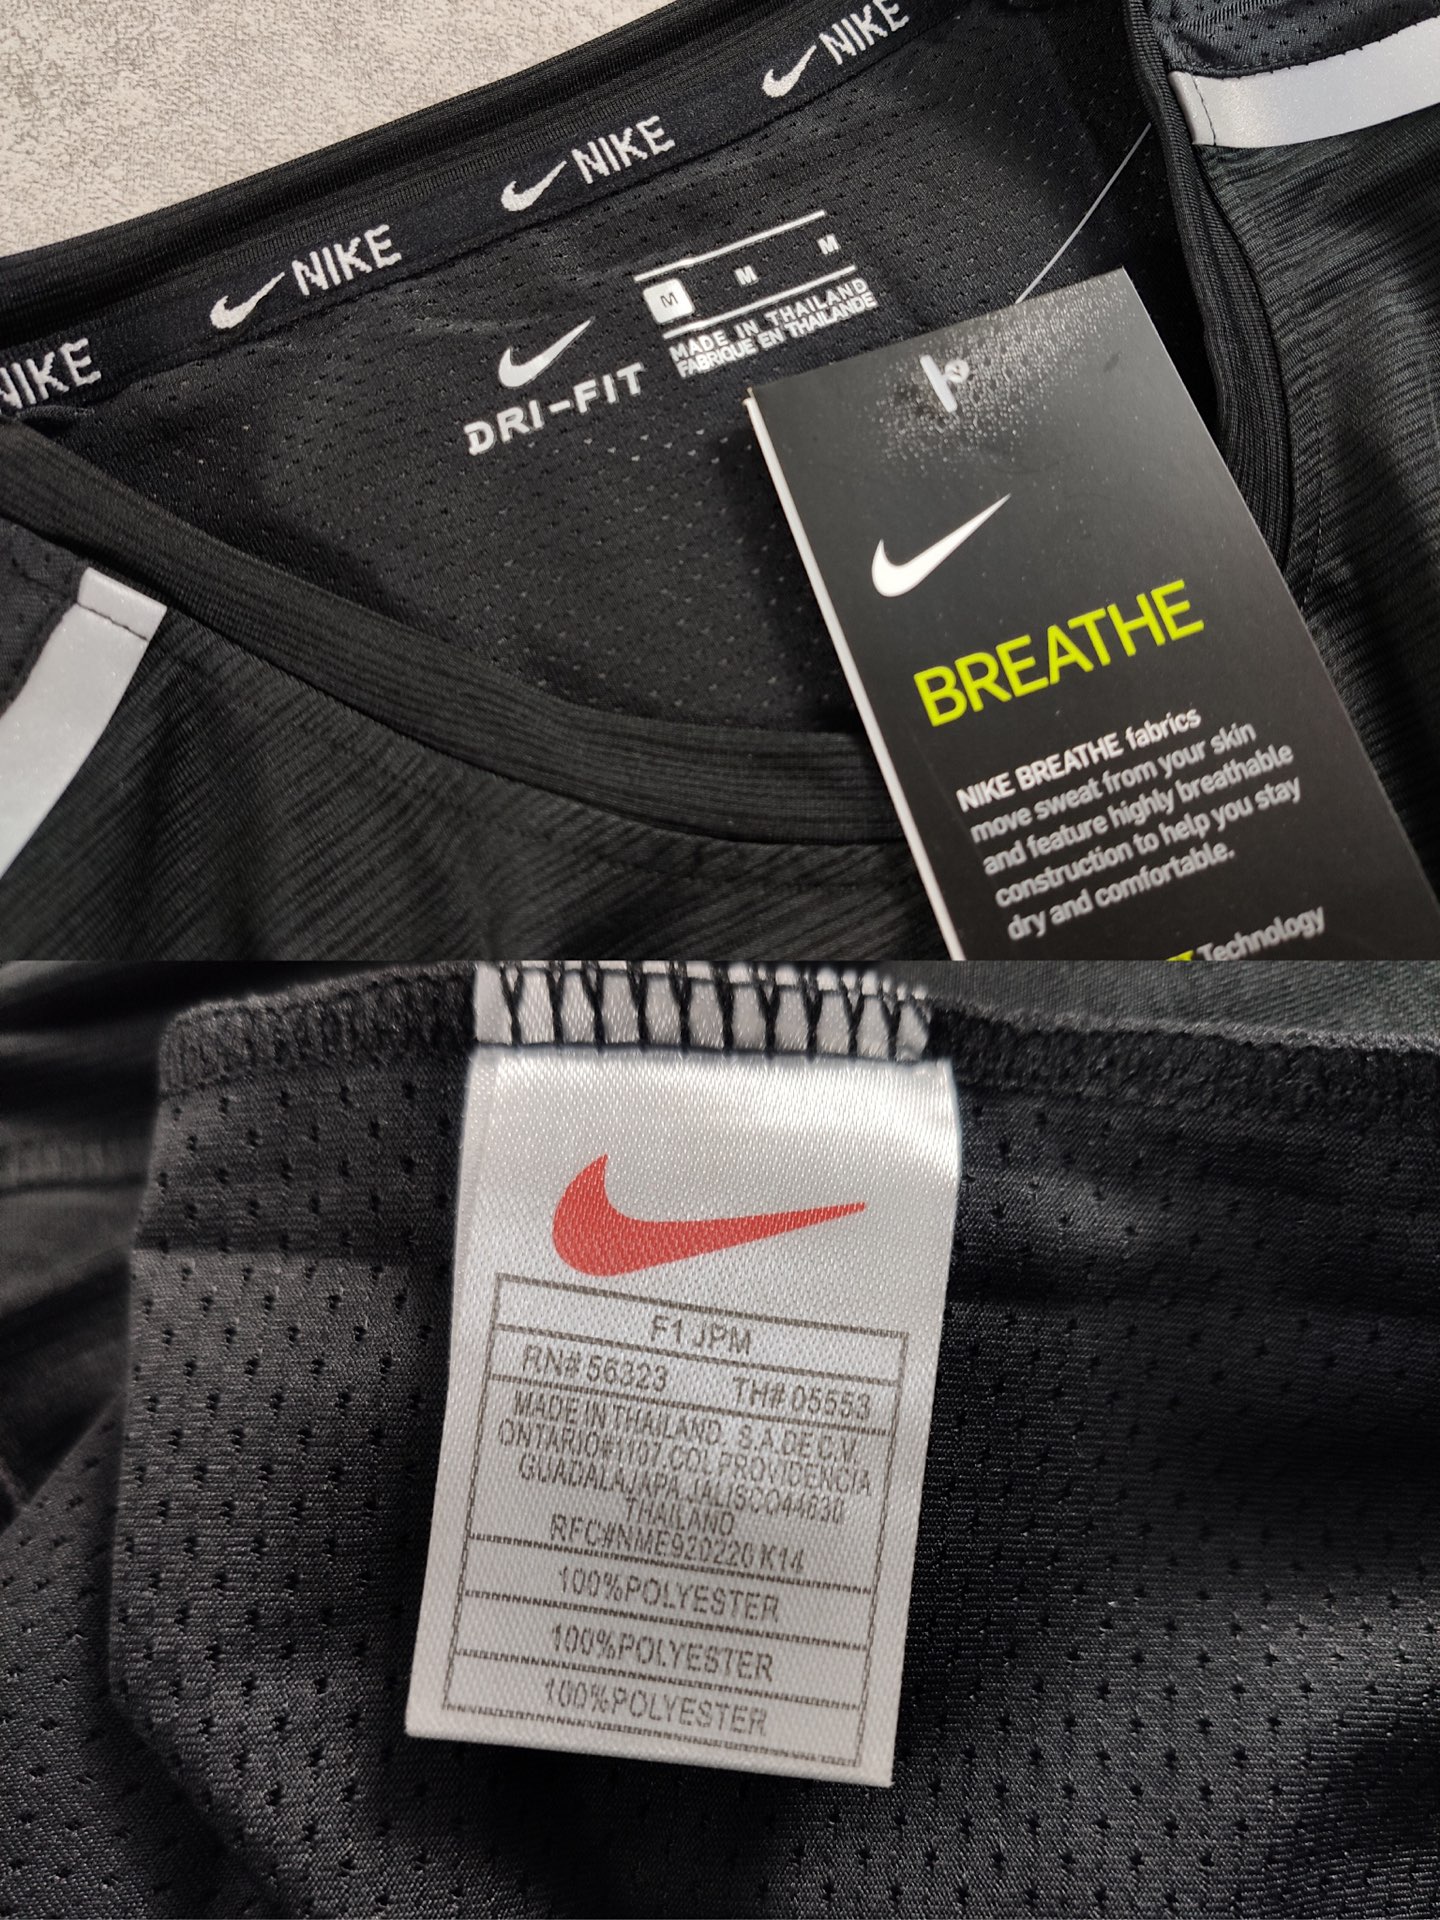 NIKE
NIKE
NIKE
NIKE
M M M
MADE IN THAILAND
FABRIQUE EN THAILANDE
DRI-FIT
BREATHE
NIKE BREATHE fabrics
move sweat from your skin
and feature highly breathable
construction to help you stay
dry and comfortable.
Technology
F1 JPM
RN# 56323 TH# 05553
MADE IN THAILAND. S.A.DE C.V.
ONTARIO#1107.COL PROVIDENCIA
GUADALAJAPA.JALISCO44630
THAILAND
RFC#NME920220 K14
100%POLYESTER
100%POLYESTER
100%POLYESTER